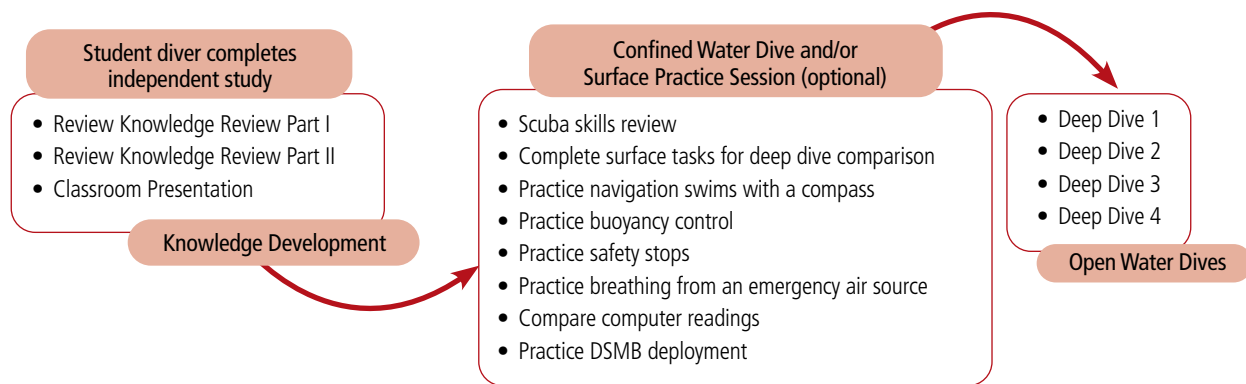 Student diver completes
independent study
• Review Knowledge Review Part I
• Review Knowledge Review Part II
• Classroom Presentation
Knowledge Development
Confined Water Dive and/or
Surface Practice Session (optional)
• Scuba skills review
• Complete surface tasks for deep dive comparison
• Practice navigation swims with a compass
• Practice buoyancy control
• Practice safety stops
• Practice breathing from an emergency air source
• Compare computer readings
• Practice DSMB deployment
• Deep Dive 1
• Deep Dive 2
• Deep Dive 3
• Deep Dive 4
Open Water Dives